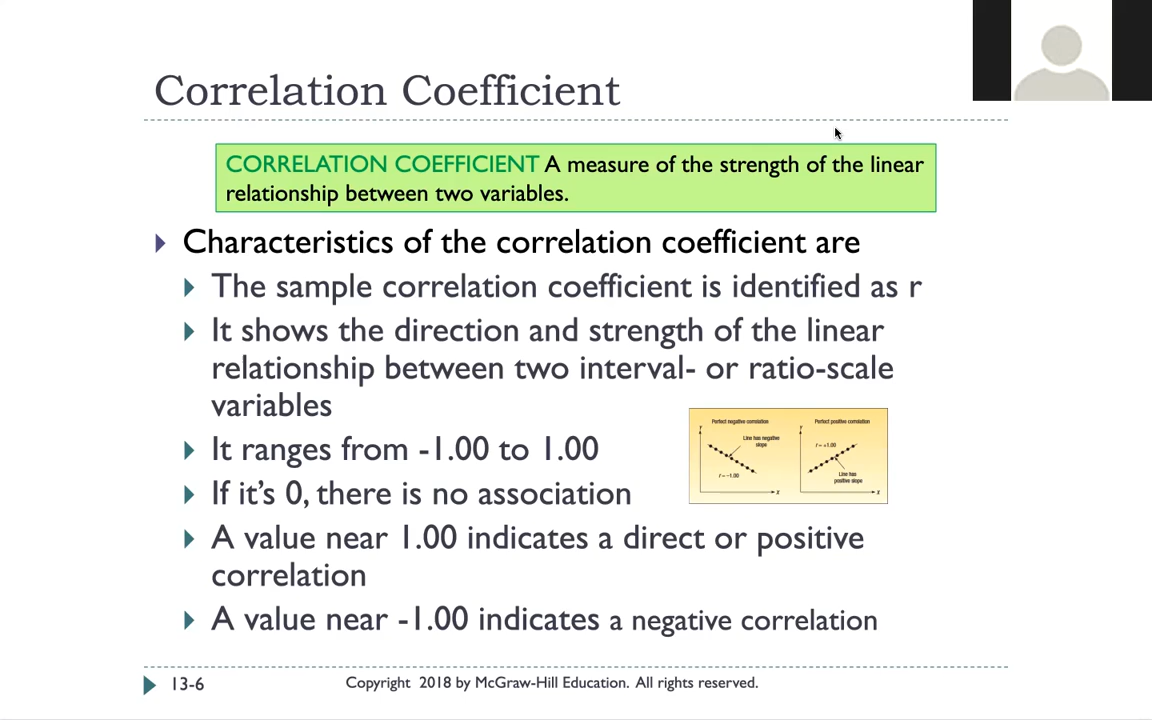 Correlation Coefficient
CORRELATION COEFFICIENT A measure of the strength of the linear
relationship between two variables.
Characteristics of the correlation coefficient are
The sample correlation coefficient is identified as r
It shows the direction and strength of the linear
relationship between two interval- or ratio-scale
variables
It ranges from -1.00 to 1.00
If it's 0, there is no association
Perfect negative correlation
Y
Line has negative
slope
r = -1.00
X
Perfect positive correlation
Y
r = +1.00
Line has
positive slope
X
A value near 1.00 indicates a direct or positive
correlation
A value near -1.00 indicates a negative correlation
13-6
Copyright 2018 by McGraw-Hill Education. All rights reserved.